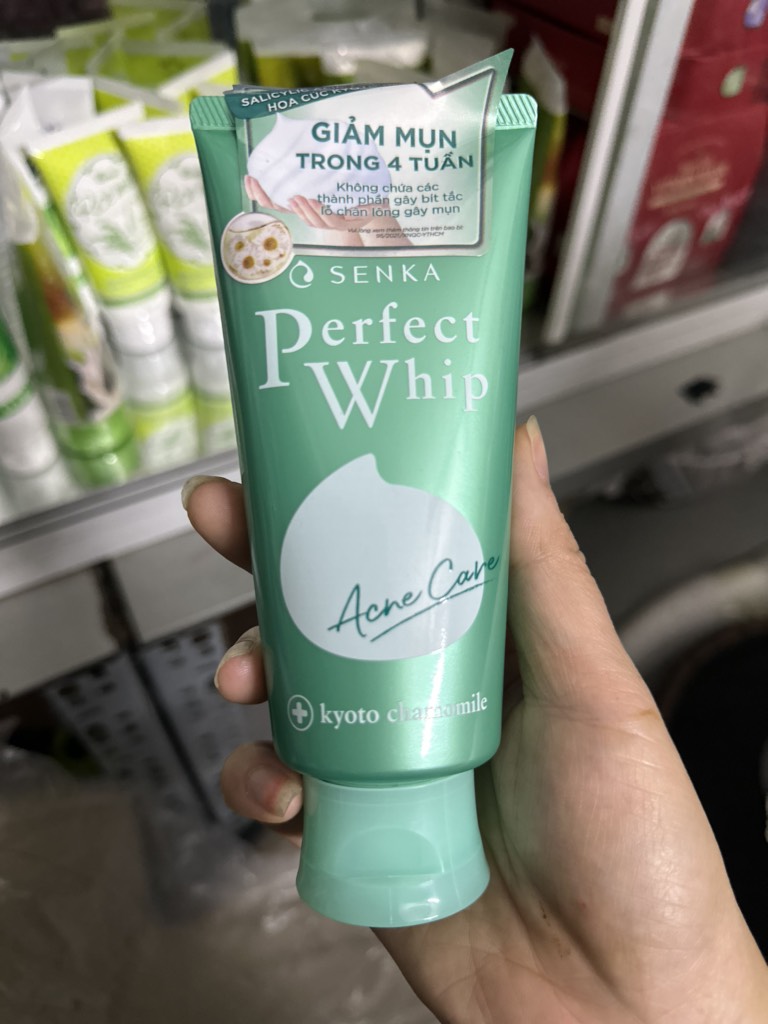 GIẢM MỤN
TRONG 4 TUẦN
Không chứa các
thành phần gây bít tắc
lỗ chân lông gây mụn
SENKA
Perfect
Whip
Acne Care
kyoto chamomile